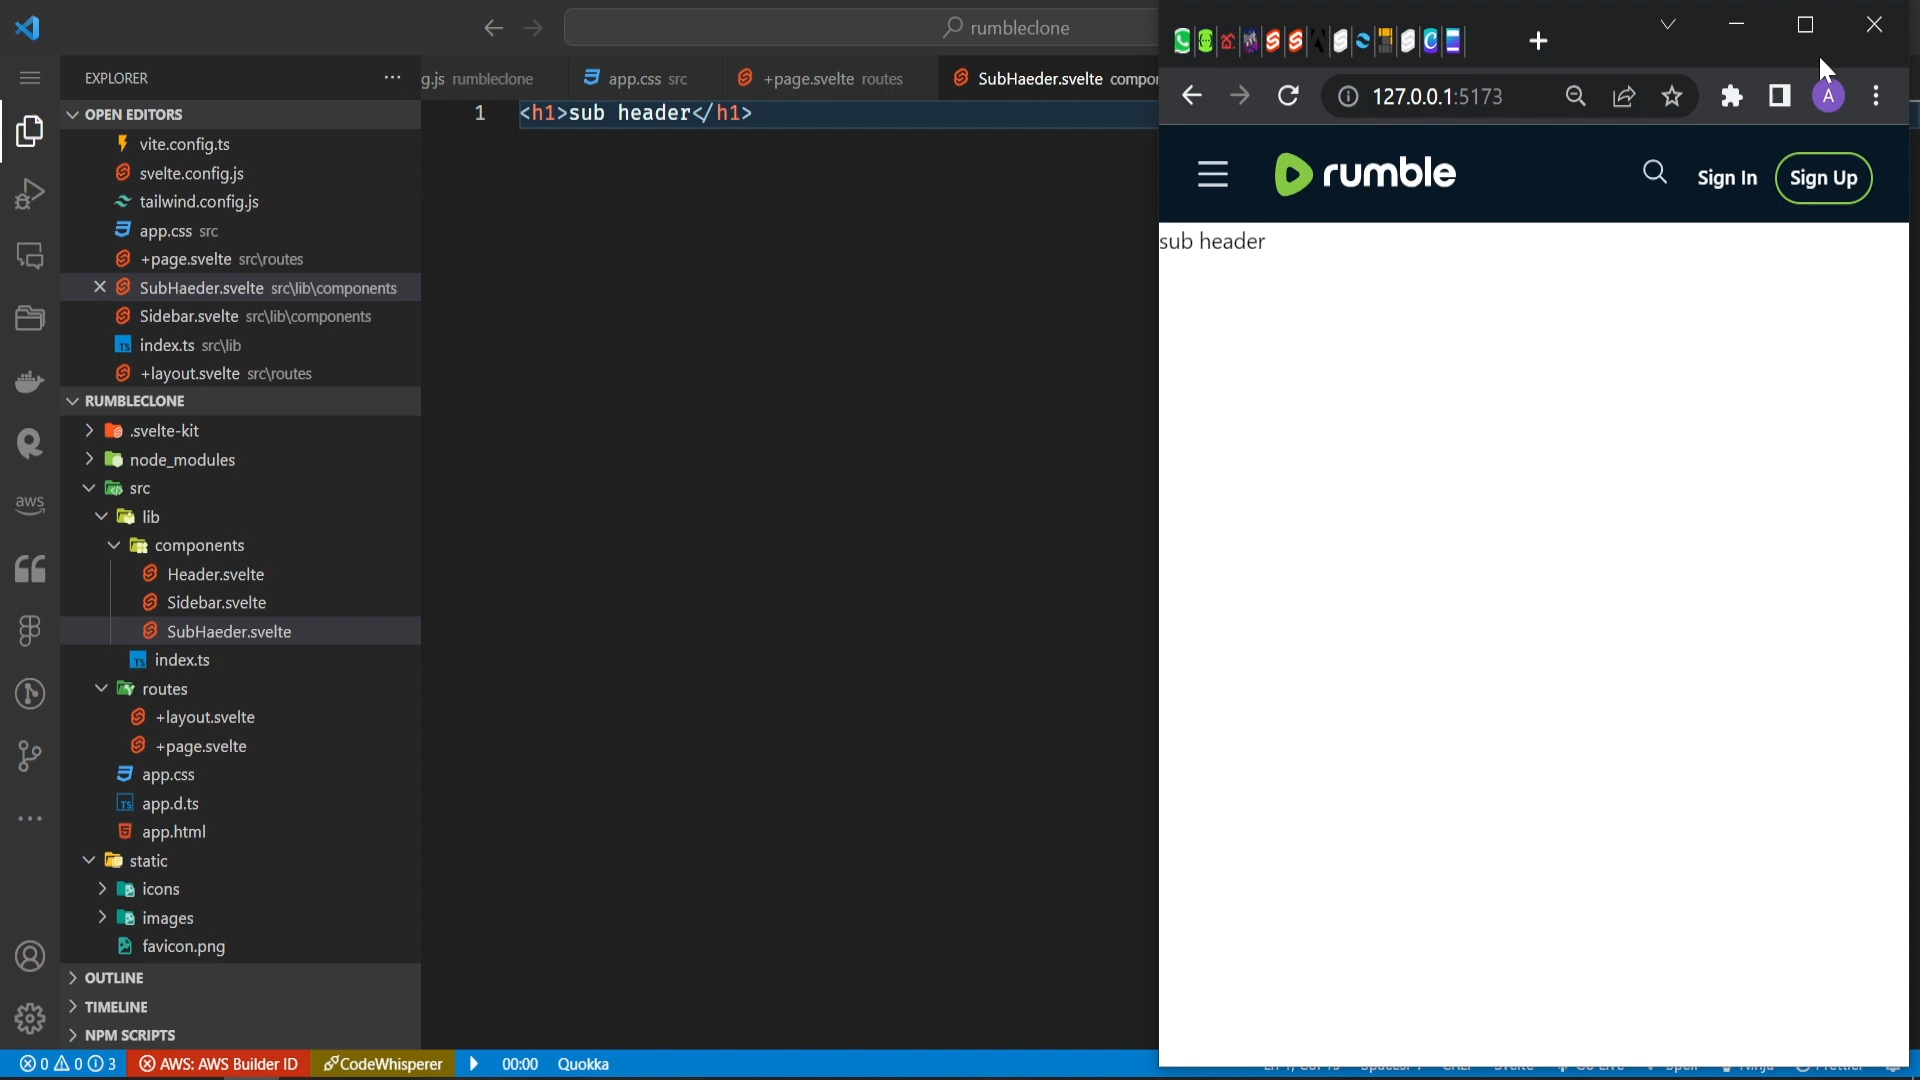 rumbleclone
EXPLORER
g.js rumbleclone
app.css src
+page.svelte routes
SubHaeder.svelte compor
OPEN EDITORS
vite.config.ts
svelte.config.js
tailwind.config.js
app.css src
+page.svelte src\routes
SubHaeder.svelte src\lib\components
Sidebar.svelte src\lib\components
TS index.ts src\lib
+layout.svelte src\routes
RUMBLECLONE
.svelte-kit
node_modules
src
lib
components
Header.svelte
Sidebar.svelte
SubHaeder.svelte
TS index.ts
routes
+layout.svelte
+page.svelte
app.css
TS app.d.ts
app.html
static
icons
images
favicon.png
OUTLINE
TIMELINE
NPM SCRIPTS
aws
1 <h1>sub header</h1>
127.0.0.1:5173
A
rumble
Sign In
Sign Up
sub header
0 0 3 AWS: AWS Builder ID CodeWhisperer 00:00 Quokka